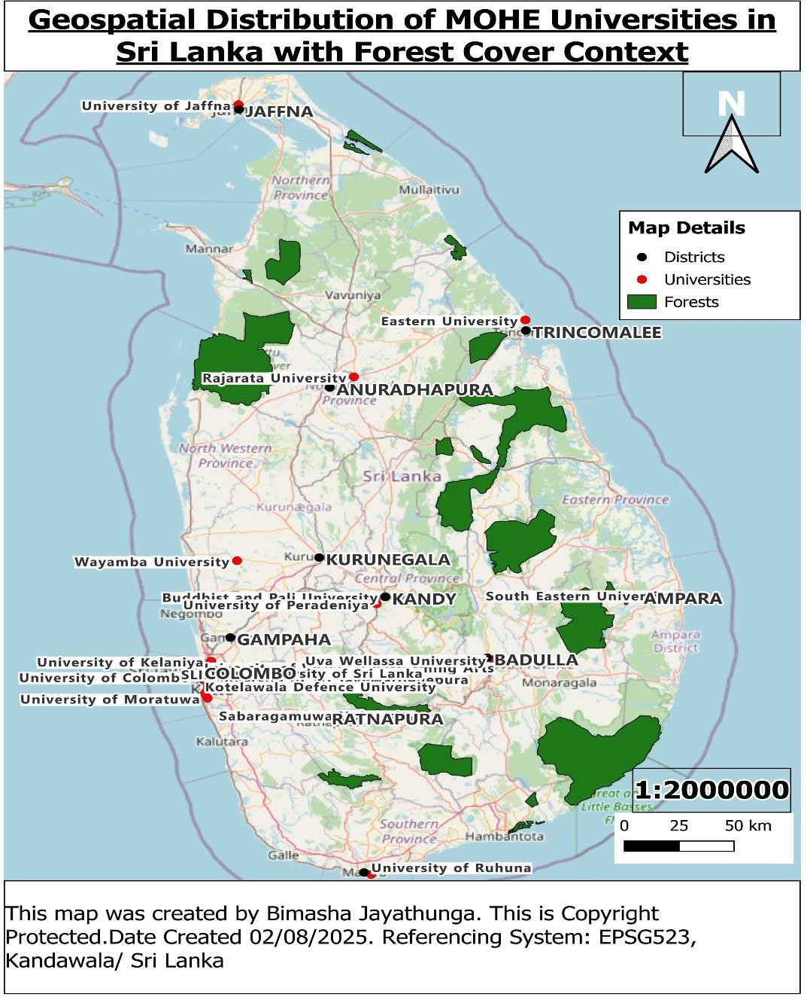 Geospatial Distribution of MOHE Universities in
Sri Lanka with Forest Cover Context
N
University of Jaffna
JAFFNA
Northern
Province
Mullaitivu
Map Details
Districts
Universities
Forests
Mannar
Vavuniya
Eastern University
TRINCOMALEE
Rajarata University
ANURADHAPURA
Province
North Western
Province
Sri Lanka
Eastern Province
Kurunægala
Wayamba University
KURUNEGALA
Central Province
Buddhist and Pali University
KANDY
South Eastern
AMPARA
University of Peradeniya
Negombo
GAMPAHA
Ampara
District
University of Kelaniya
Uva Wellassa University
BADULLA
University of
COLOMBO
of Sri Lanka
Monaragala
Kotelawala Defence University
University of Moratuwa
Sabaragamuwa
RATNAPURA
Kalutara
1:2000000
Little Basses
0 25 50 km
Southern
Province
Hambantota
Galle
University of Ruhuna
This map was created by Bimasha Jayathunga. This is Copyright
Protected.Date Created 02/08/2025. Referencing System: EPSG523,
Kandawala/ Sri Lanka